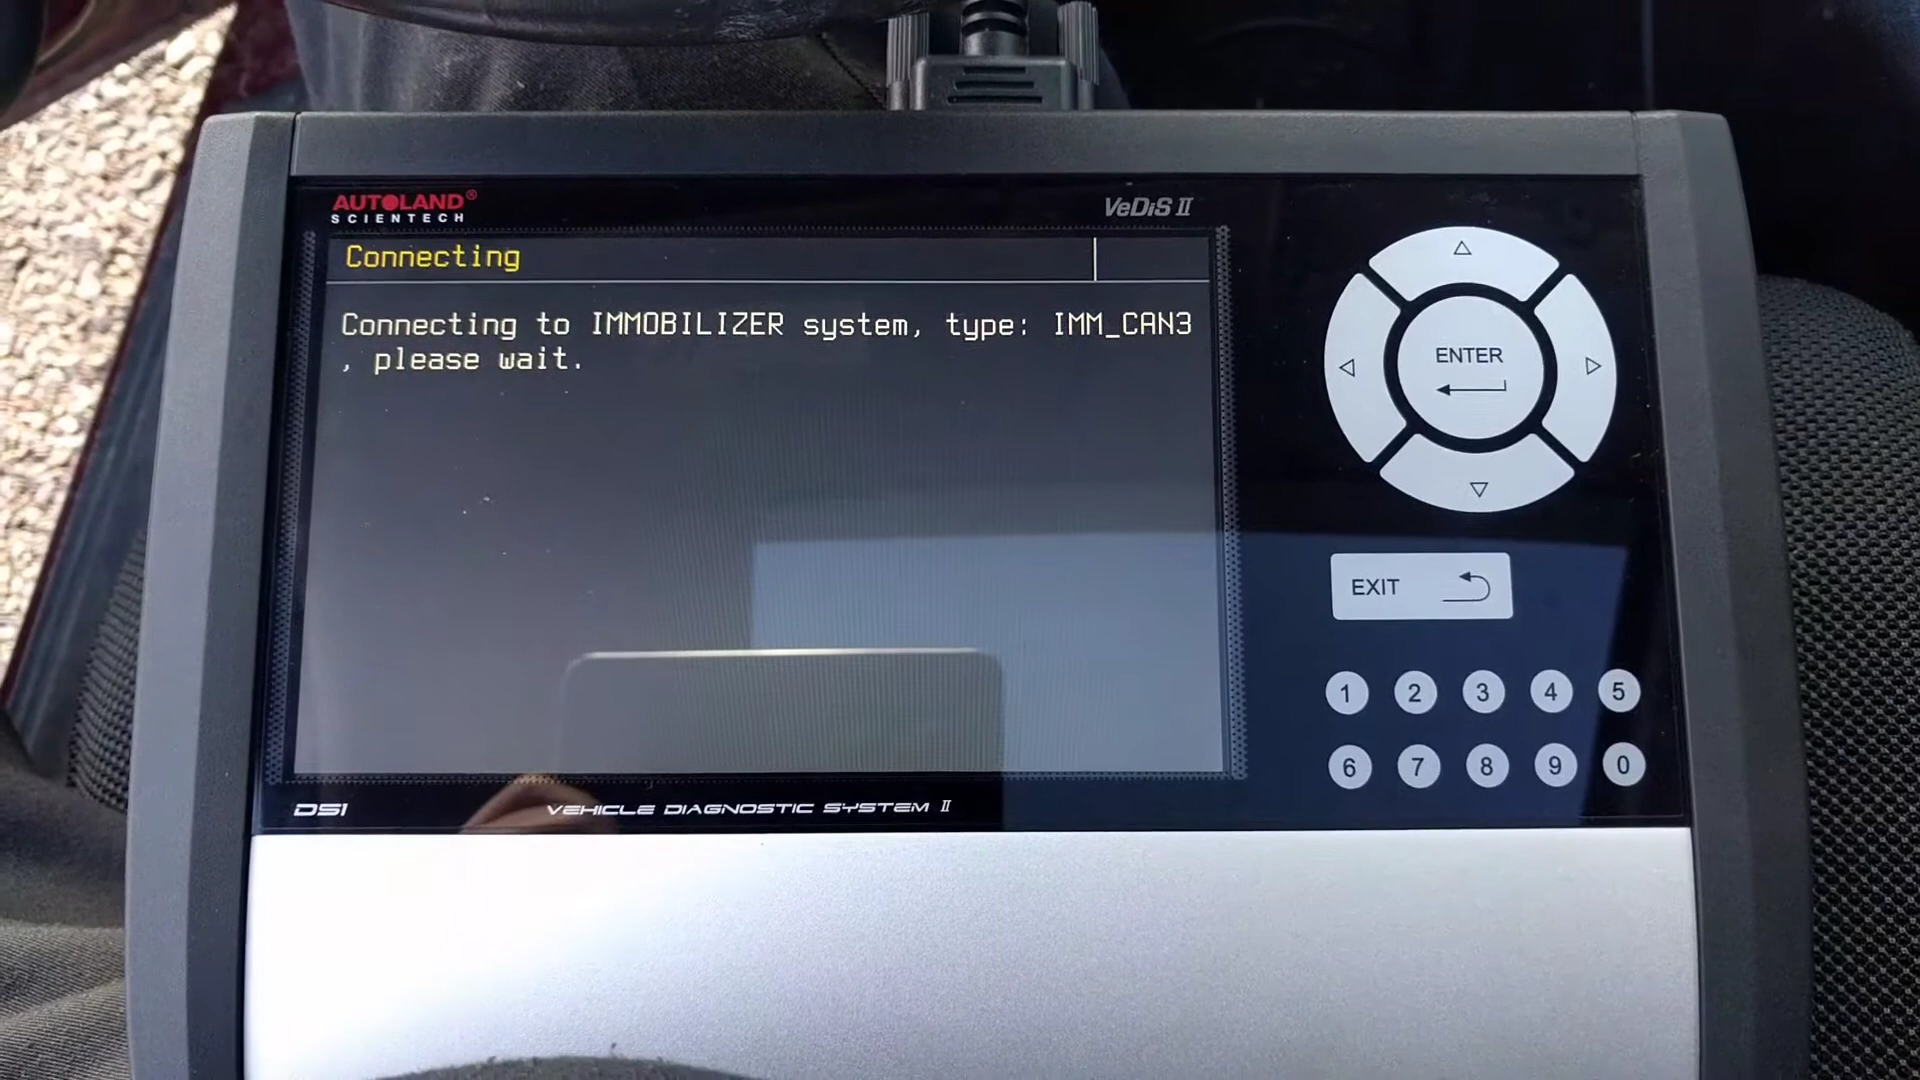 AUTOLAND®
SCIENTECH
VeDiS II
Connecting
Connecting to IMMOBILIZER system, type: IMM_CAN3
, please wait.
ENTER
EXIT
1 2 3 4 5
6 7 8 9 0
DS1 VEHICLE DIAGNOSTIC SYSTEM II